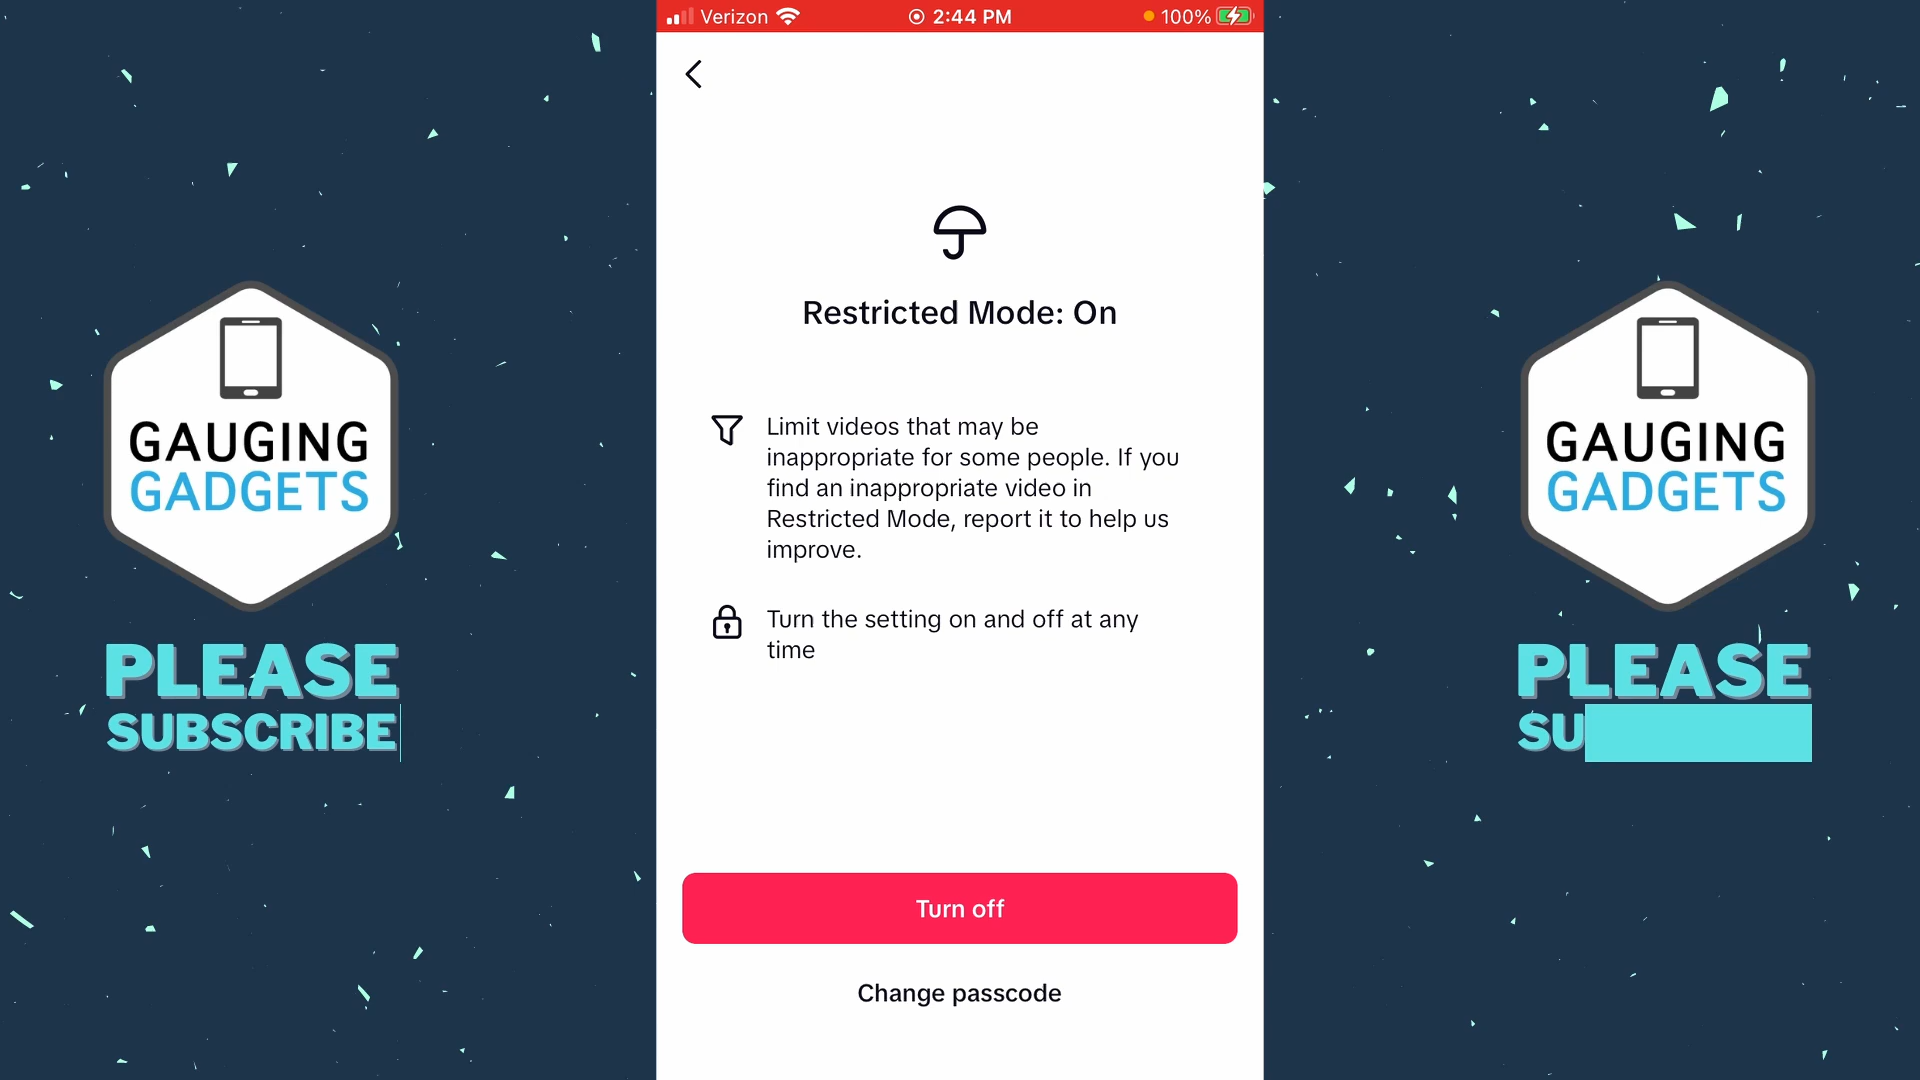 Verizon
2:44 PM
100%
Restricted Mode: On
Limit videos that may be
inappropriate for some people. If you
find an inappropriate video in
Restricted Mode, report it to help us
improve.
Turn the setting on and off at any
time
Turn off
Change passcode
GAUGING
GADGETS
PLEASE
SUBSCRIBE
GAUGING
GADGETS
PLEASE
SU